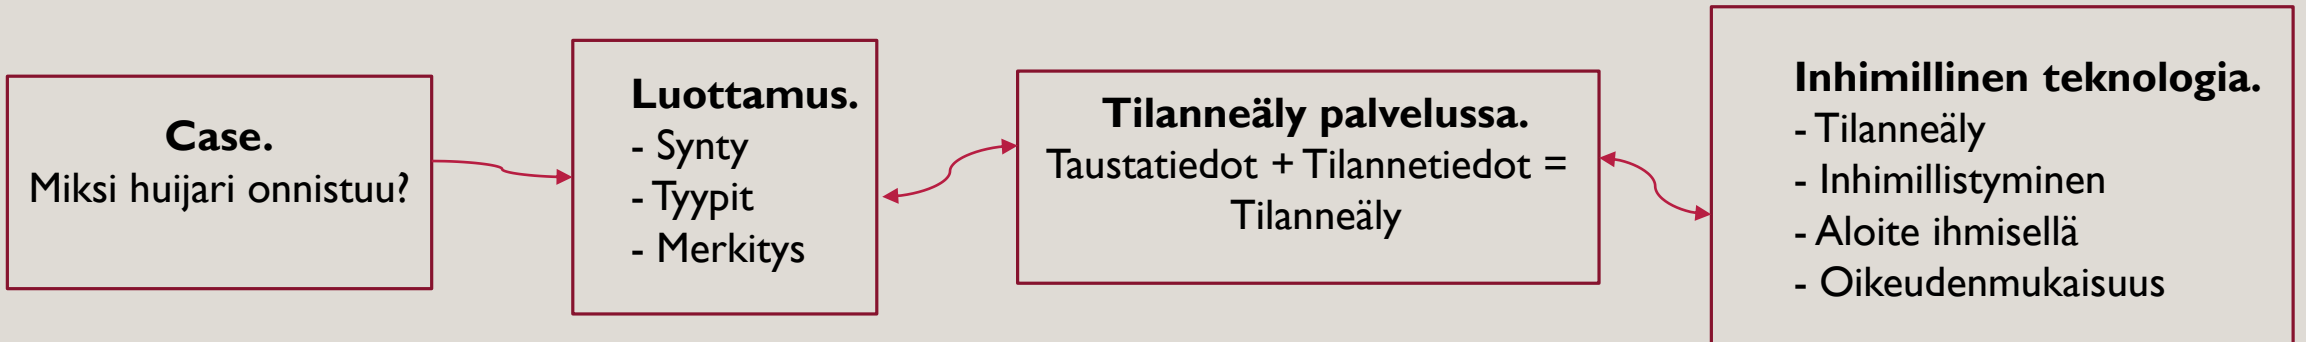 Case.
Miksi huijari onnistuu?
Luottamus.
- Synty
- Tyypit
- Merkitys
Tilanneäly palvelussa.
Taustatiedot + Tilannetiedot =
Tilanneäly
Inhimillinen teknologia.
- Tilanneäly
- Inhimillistyminen
- Aloite ihmisellä
- Oikeudenmukaisuus